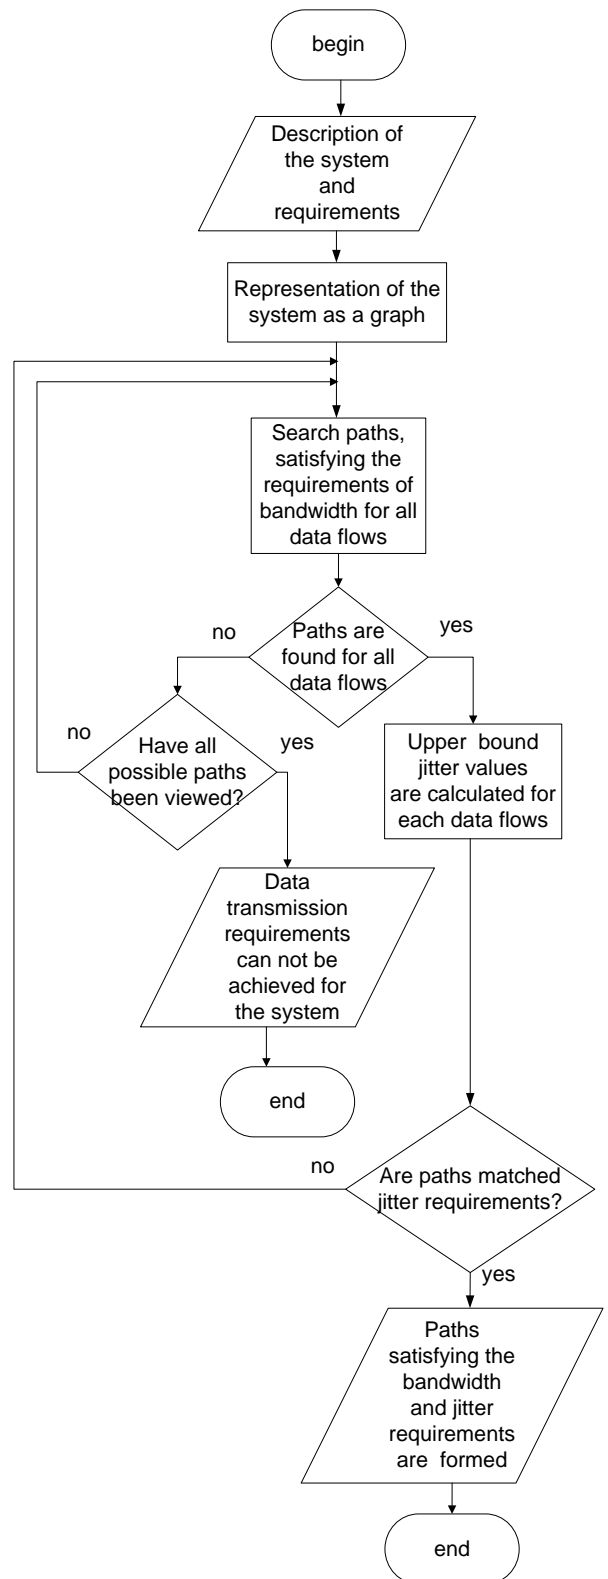 begin
Description of
the system
and
requirements
Representation of the
system as a graph
Search paths,
satisfying the
requirements of
bandwidth for all
data flows
no
Paths are
found for all
data flows
yes
no
Have all
possible paths
been viewed?
yes
Upper bound
jitter values
are calculated for
each data flows
Data
transmission
requirements
can not be
achieved for
the system
end
no
Are paths matched
jitter requirements?
yes
Paths
satisfying the
bandwidth
and jitter
requirements
are formed
end